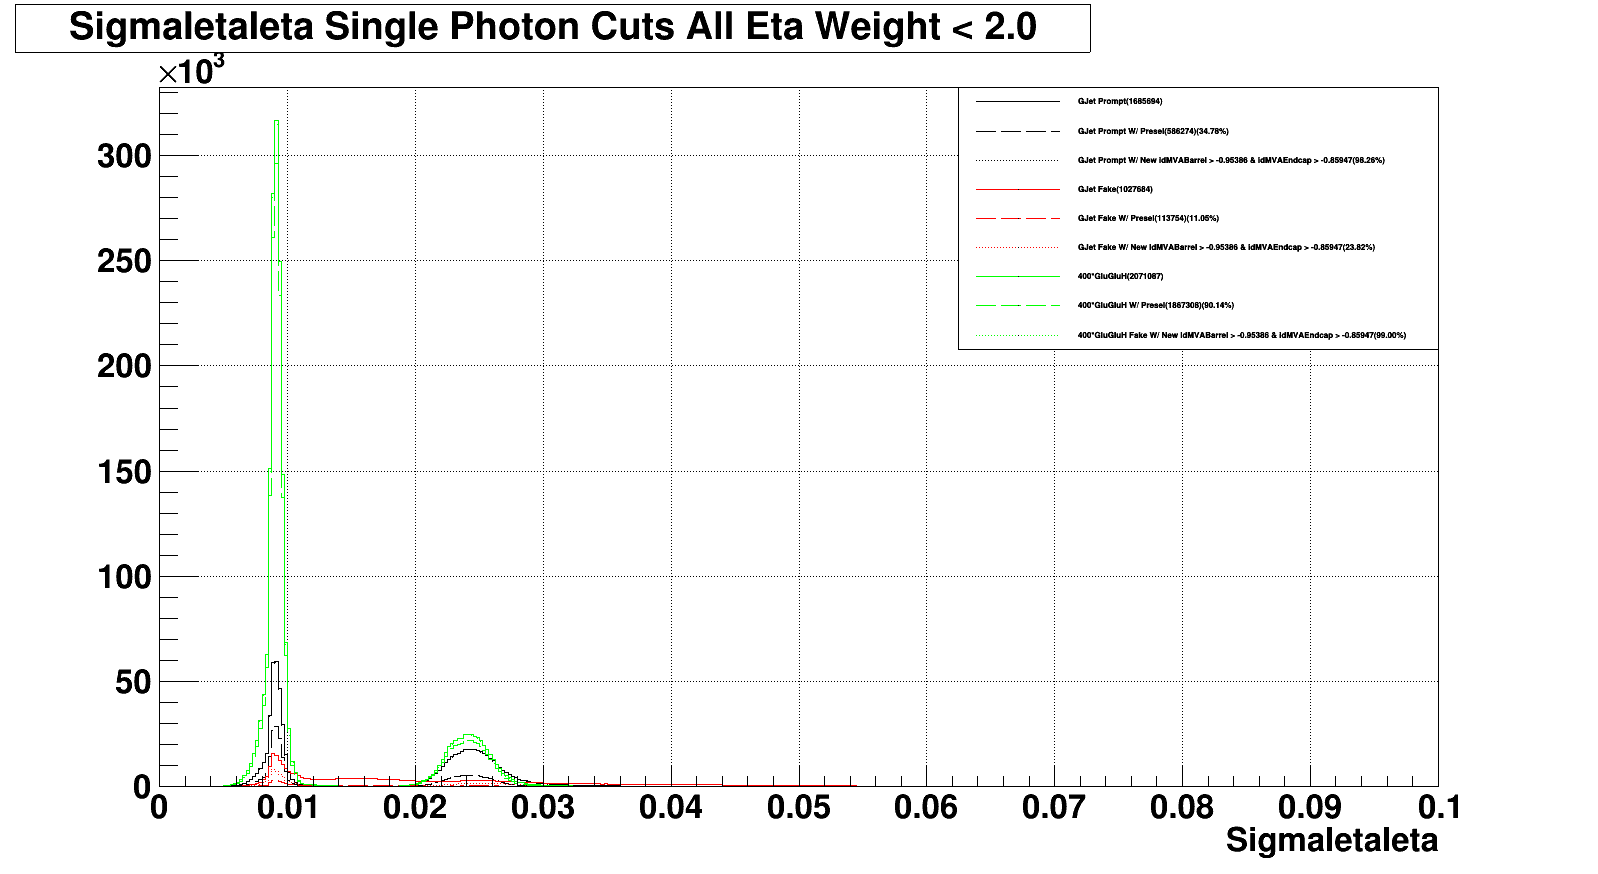 SigmaIetaIeta Single Photon Cuts All Eta Weight < 2.0
×10³
300
250
200
150
100
50
0
GJet Prompt(1685694)
GJet Prompt W/ Presel(586274)(34.78%)
GJet Prompt W/ New idMVABarrel > -0.95386 & idMVAEndcap > -0.85947(98.26%)
GJet Fake(1027684)
GJet Fake W/ Presel(113754)(11.05%)
GJet Fake W/ New idMVABarrel > -0.95386 & idMVAEndcap > -0.85947(23.82%)
400*GluGluH(2071087)
400*GluGluH W/ Presel(1867308)(90.14%)
400*GluGluH Fake W/ New idMVABarrel > -0.95386 & idMVAEndcap > -0.85947(99.00%)
0 0.01 0.02 0.03 0.04 0.05 0.06 0.07 0.08 0.09 0.1
SigmaIetaIeta